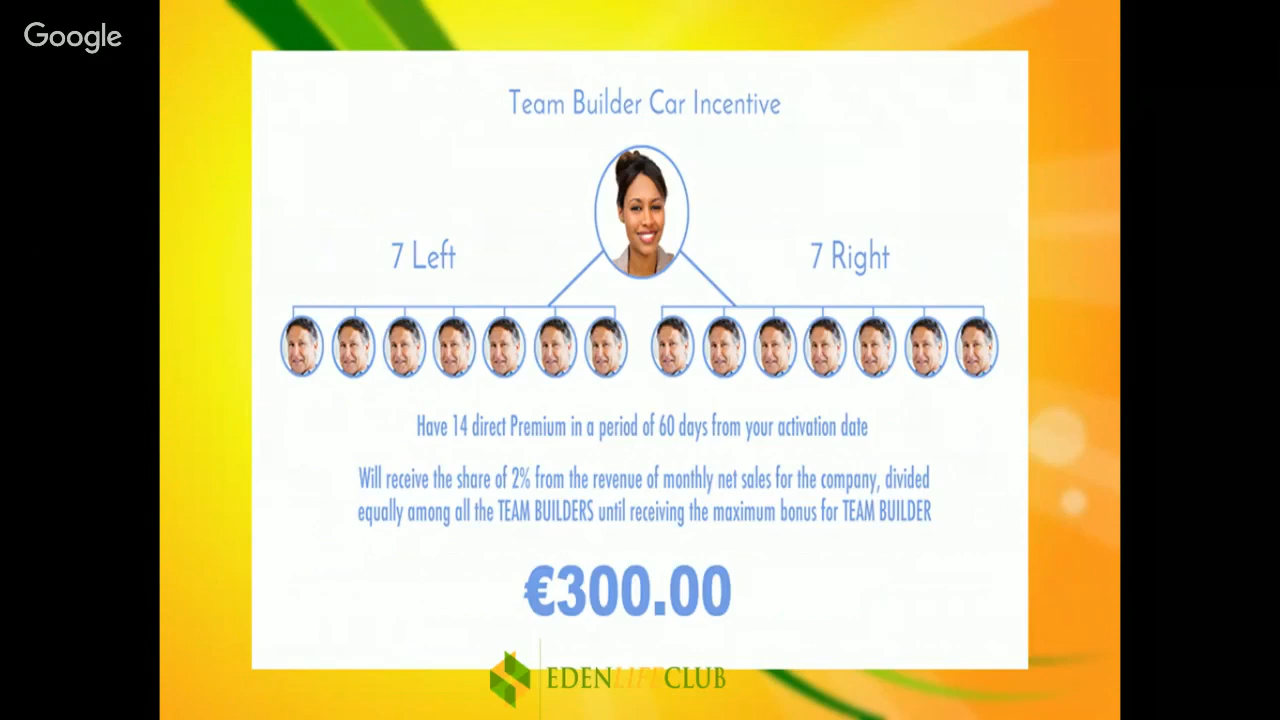 Google
Team Builder Car Incentive
7 Left
7 Right
Have 14 direct Premium in a period of 60 days from your activation date
Will receive the share of 2% from the revenue of monthly net sales for the company, divided
equally among all the TEAM BUILDERS until receiving the maximum bonus for TEAM BUILDER
€300.00
EDENLIFECLUB